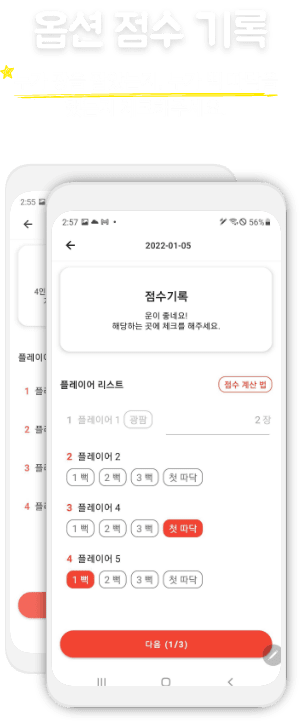 옵션 점수 기록
2:55
2:57
56%
2022-01-05
점수기록
운이 좋네요!
해당하는 곳에 체크를 해주세요.
4인
플레이어
플레이어 리스트
점수 계산 법
1 플레이어 1 광팜
2 장
1 플
2 플레이어 2
1 뻑 2 뻑 3 뻑 첫 따닥
2 플
3 플레이어 4
1 뻑 2 뻑 3 뻑 첫 따닥
3 플
4 플레이어 5
1 뻑 2 뻑 3 뻑 첫 따닥
4 플
다음 (1/3)